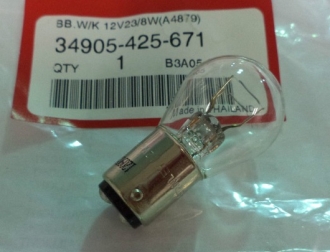 BB.W/K 12V23/8W(A4879)
34905-425-671
QTY 1 B3A05
Made in THAILAND